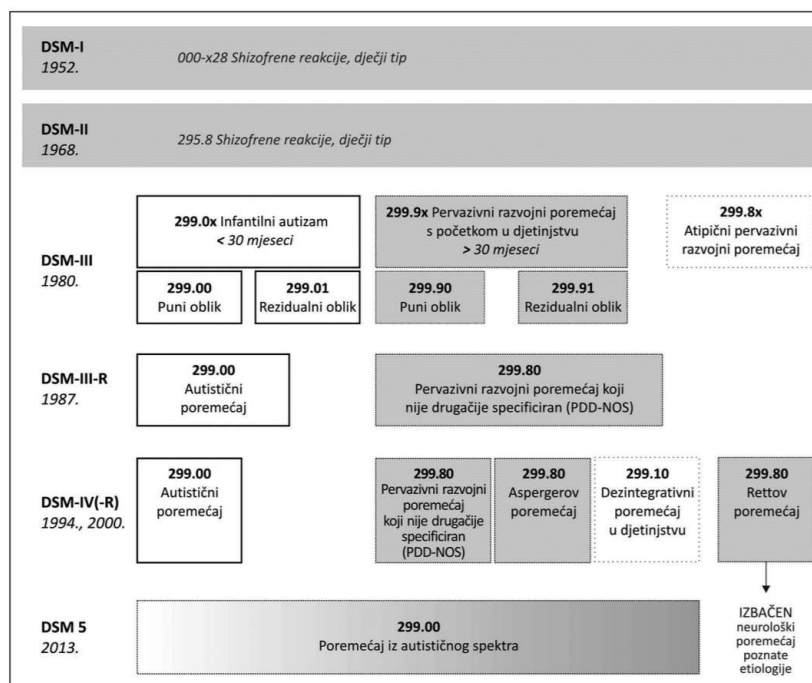 DSM-I
1952.
000-x28 Shizofrene reakcije, dječji tip
DSM-II
1968.
295.8 Shizofrene reakcije, dječji tip
DSM-III
1980.
299.0x Infantilni autizam
< 30 mjeseci
299.9x Pervazivni razvojni poremećaj
s početkom u djetinjstvu
> 30 mjeseci
299.8x
Atipični pervazivni
razvojni poremećaj
299.00
Puni oblik
299.01
Rezidualni oblik
299.90
Puni oblik
299.91
Rezidualni oblik
DSM-III-R
1987.
299.00
Autistični
poremećaj
299.80
Pervazivni razvojni poremećaj koji
nije drugačije specificiran (PDD-NOS)
DSM-IV(-R)
1994., 2000.
299.00
Autistični
poremećaj
299.80
Pervazivni razvojni
poremećaj
koji nije drugačije
specificiran
(PDD-NOS)
299.80
Aspergerov
poremećaj
299.10
Dezintegrativni
poremećaj
u djetinjstvu
299.80
Rettov
poremećaj
DSM 5
2013.
299.00
Poremećaj iz autističnog spektra
IZBAČEN
neurološki
poremećaj
poznate
etiologije